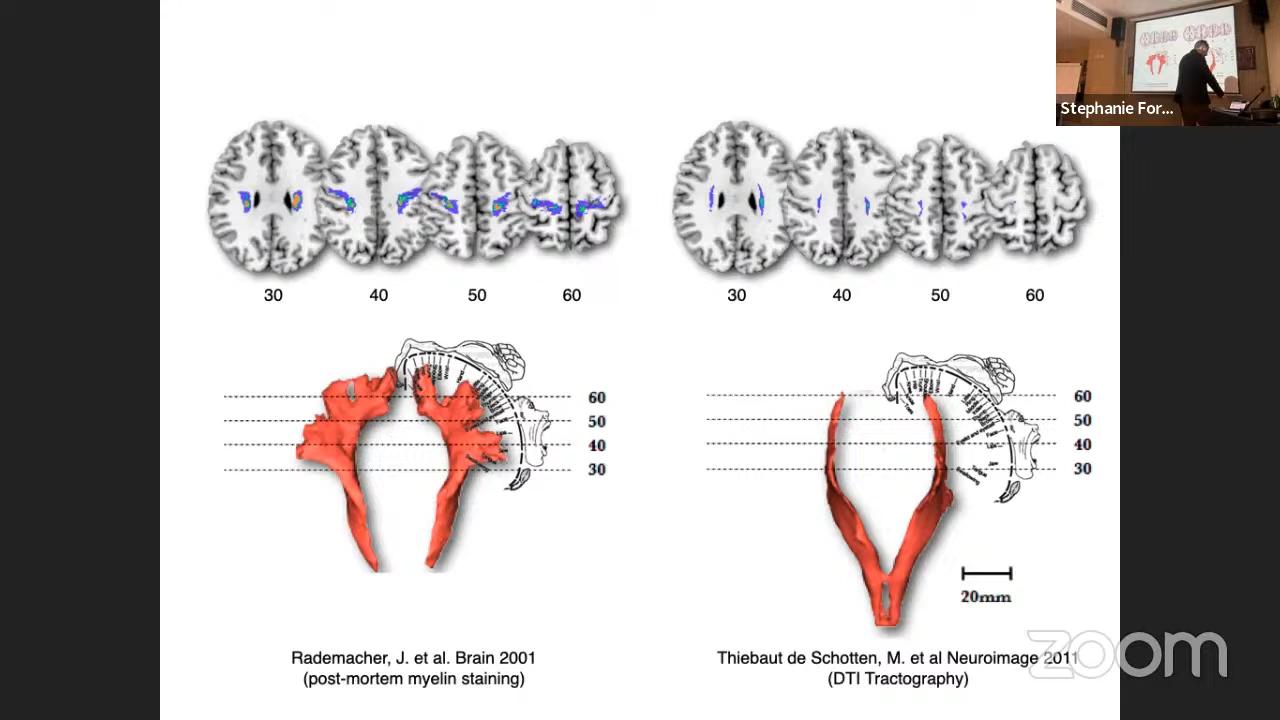 Stephanie For...
30 40 50 60
30 40 50 60
60
50
40
30
60
50
40
30
20mm
Rademacher, J. et al. Brain 2001
(post-mortem myelin staining)
Thiebaut de Schotten, M. et al Neuroimage 2011
(DTI Tractography)
zoom